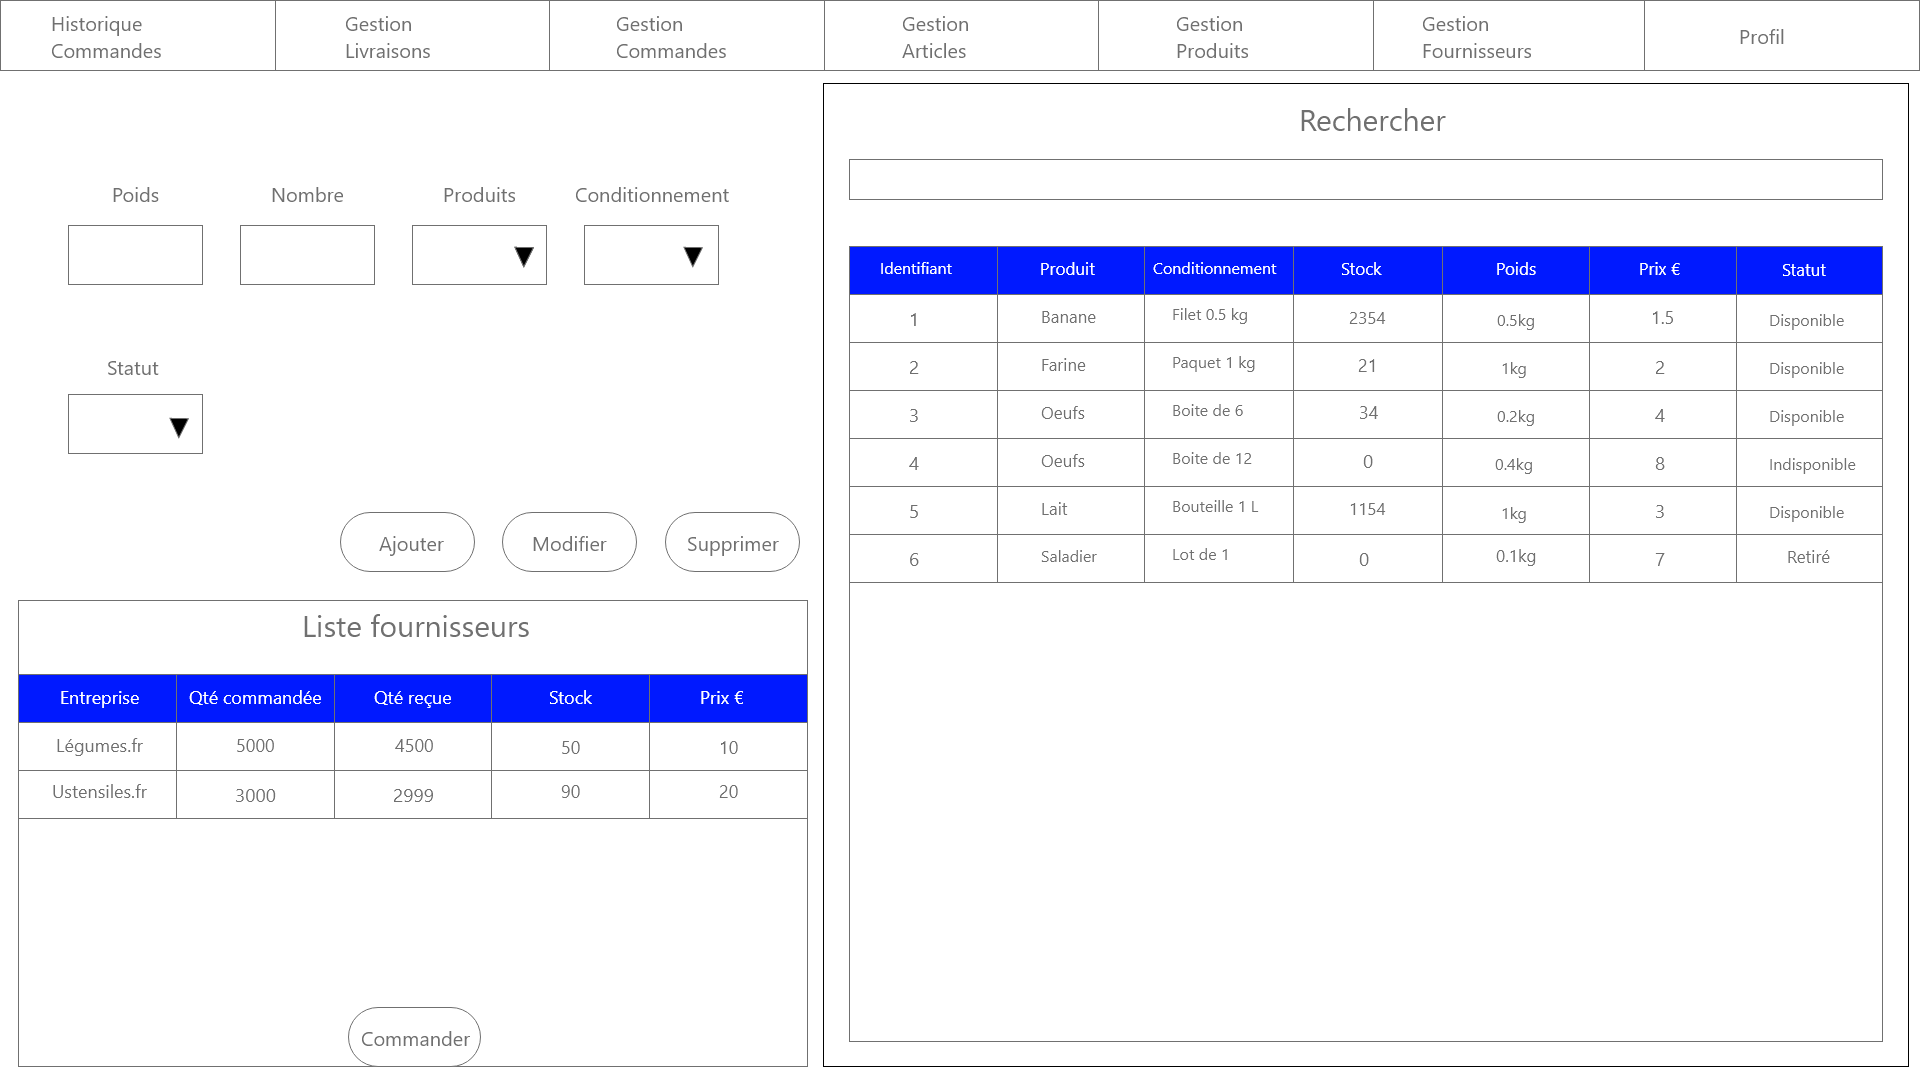 Historique
Commandes
Gestion
Livraisons
Gestion
Commandes
Gestion
Articles
Gestion
Produits
Gestion
Fournisseurs
Profil
Poids Nombre Produits Conditionnement
▼ ▼
Statut
▼
Ajouter Modifier Supprimer
Liste fournisseurs
Entreprise Qté commandée Qté reçue Stock Prix €
Légumes.fr 5000 4500 50 10
Ustensiles.fr 3000 2999 90 20
Commander
Rechercher
Identifiant Produit Conditionnement Stock Poids Prix € Statut
1 Banane Filet 0.5 kg 2354 0.5kg 1.5 Disponible
2 Farine Paquet 1 kg 21 1kg 2 Disponible
3 Oeufs Boite de 6 34 0.2kg 4 Disponible
4 Oeufs Boite de 12 0 0.4kg 8 Indisponible
5 Lait Bouteille 1 L 1154 1kg 3 Disponible
6 Saladier Lot de 1 0 0.1kg 7 Retiré